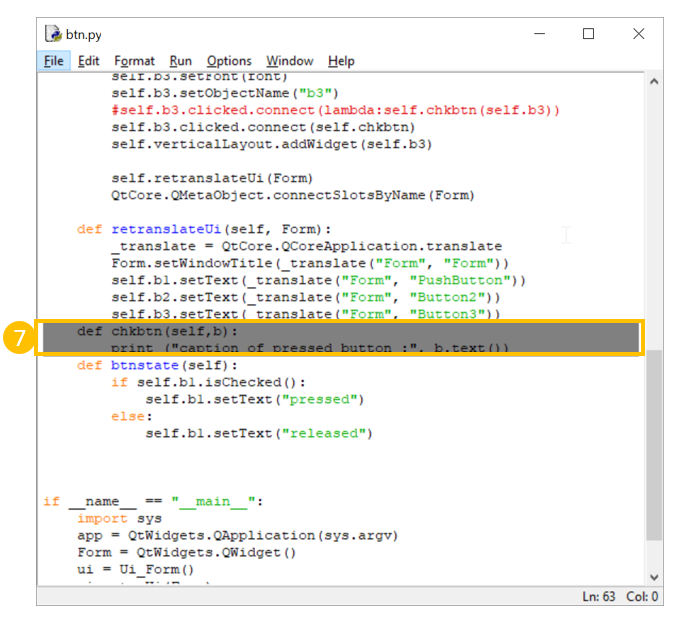 btn.py
File Edit Format Run Options Window Help
self.b3.setFont(font)
self.b3.setObjectName("b3")
#self.b3.clicked.connect(lambda:self.chkbtn(self.b3))
self.b3.clicked.connect(self.chkbtn)
self.verticalLayout.addWidget(self.b3)
self.retranslateUi(Form)
QtCore.QMetaObject.connectSlotsByName(Form)
def retranslateUi(self, Form):
_translate = QtCore.QCoreApplication.translate
Form.setWindowTitle(_translate("Form", "Form"))
self.b1.setText(_translate("Form", "PushButton"))
self.b2.setText(_translate("Form", "Button2"))
self.b3.setText(_translate("Form", "Button3"))
7
def chkbtn(self,b):
print ("caption of pressed button :", b.text())
def btnstate(self):
if self.b1.isChecked():
self.b1.setText("pressed")
else:
self.b1.setText("released")
if __name__ == "__main__":
import sys
app = QtWidgets.QApplication(sys.argv)
Form = QtWidgets.QWidget()
ui = Ui_Form()
Ln: 63 Col: 0